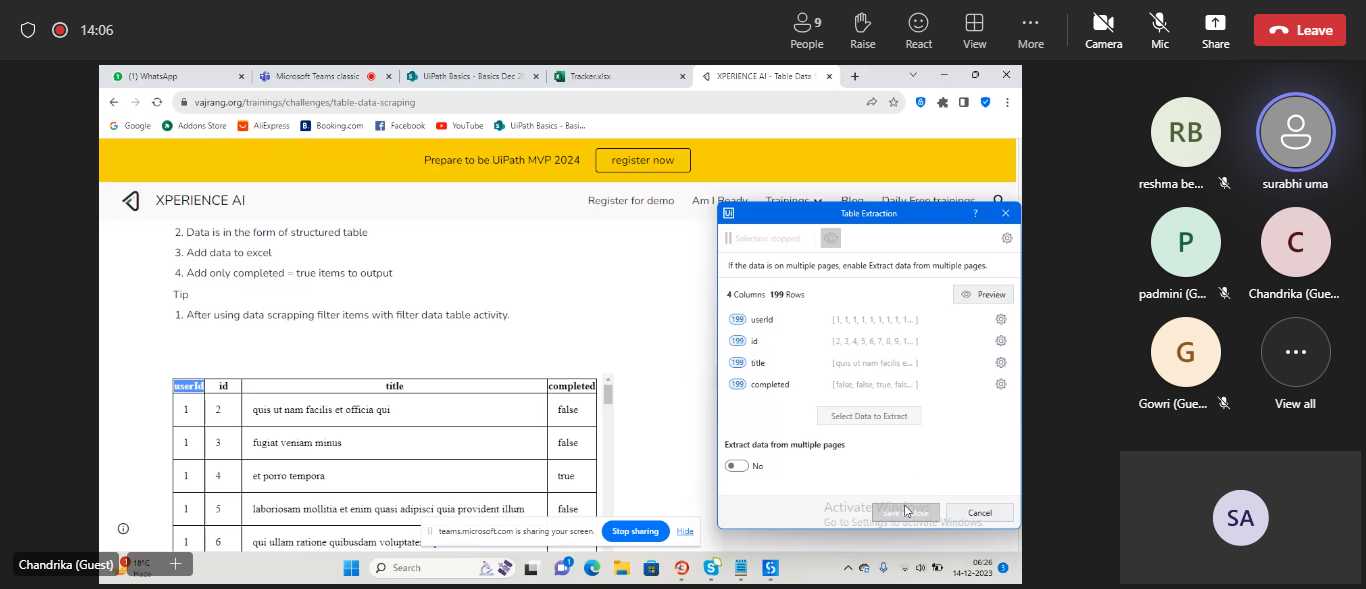 14:06
9
People
Raise
React
View
More
Camera
Mic
Share
Leave
(1) WhatsApp
Microsoft Teams classic
UiPath Basics - Basics Dec 2
Tracker.xlsx
XPERIENCE AI - Table Data
vajrang.org/trainings/challenges/table-data-scraping
Google
Addons Store
AliExpress
Booking.com
Facebook
YouTube
UiPath Basics - Basi...
Prepare to be UiPath MVP 2024
register now
XPERIENCE AI
Register for demo
Am I Ready
Trainings
Blog
Daily Free trainings
2. Data is in the form of structured table
3. Add data to excel
4. Add only completed = true items to output
Tip
1. After using data scrapping filter items with filter data table activity.
userId id title completed
1 2 quis ut nam facilis et officia qui false
1 3 fugiat veniam minus false
1 4 et porro tempora true
1 5 laboriosam mollitia et enim quasi adipisci quia provident illum false
1 6 qui ullam ratione quibusdam voluptate
Ui
Table Extraction
?
Selection stopped
If the data is on multiple pages, enable Extract data from multiple pages.
4 Columns 199 Rows
Preview
199 userId [1, 1, 1, 1, 1, 1, 1, 1, 1... ]
199 id [2, 3, 4, 5, 6, 7, 8, 9, 1... ]
199 title [quis ut nam facilis e... ]
199 completed [false, false, true, fals... ]
Select Data to Extract
Extract data from multiple pages
No
Cancel
Activate Windows
Go to Settings to activate Windows.
teams.microsoft.com is sharing your screen.
Stop sharing
Hide
Chandrika (Guest)
18°C
Haze
Search
06:26
14-12-2023
3
RB
reshma be...
surabhi uma
P
padmini (G...
C
Chandrika (Gue...
G
Gowri (Gue...
View all
SA